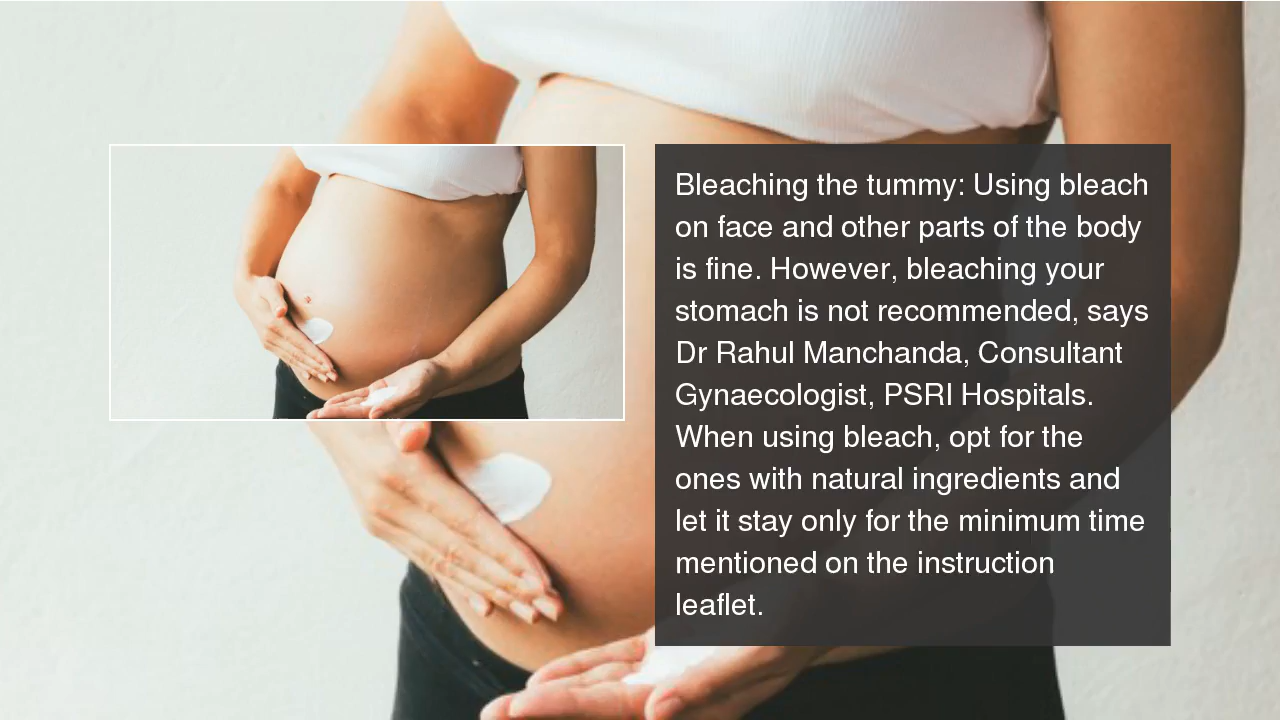 Bleaching the tummy: Using bleach
on face and other parts of the body
is fine. However, bleaching your
stomach is not recommended, says
Dr Rahul Manchanda, Consultant
Gynaecologist, PSRI Hospitals.
When using bleach, opt for the
ones with natural ingredients and
let it stay only for the minimum time
mentioned on the instruction
leaflet.